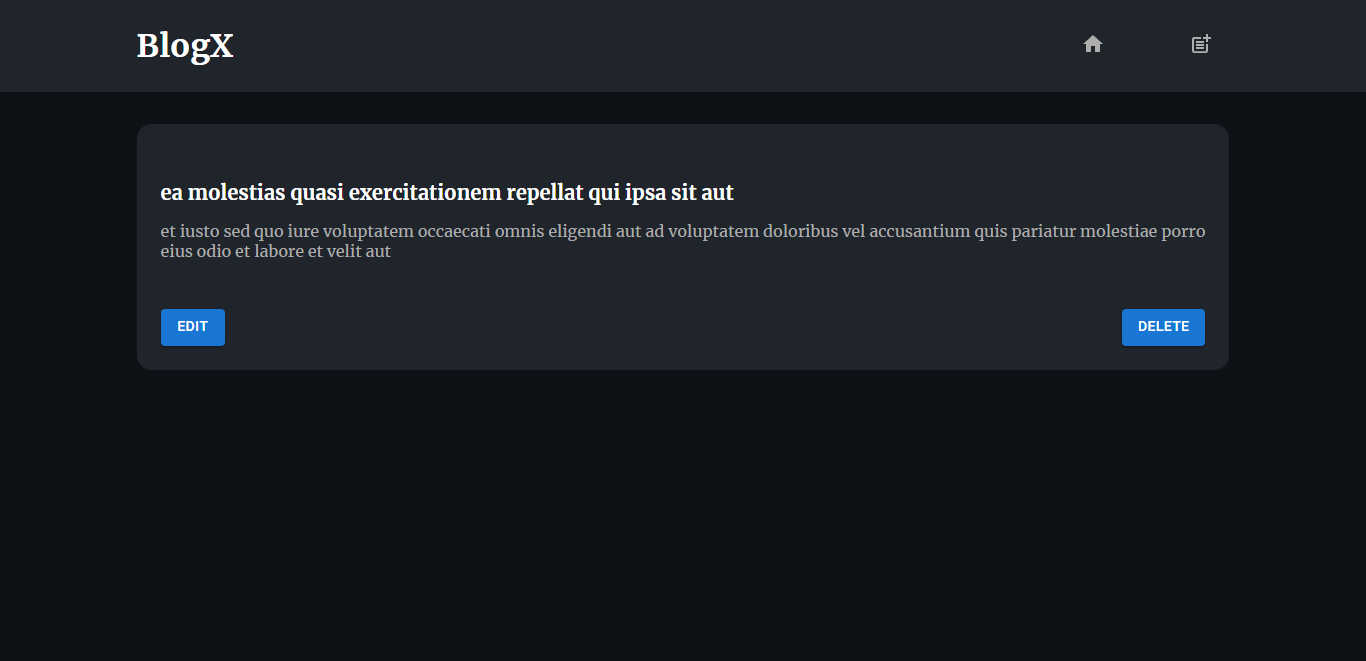 BlogX
ea molestias quasi exercitationem repellat qui ipsa sit aut
et iusto sed quo iure voluptatem occaecati omnis eligendi aut ad voluptatem doloribus vel accusantium quis pariatur molestiae porro
eius odio et labore et velit aut
EDIT
DELETE